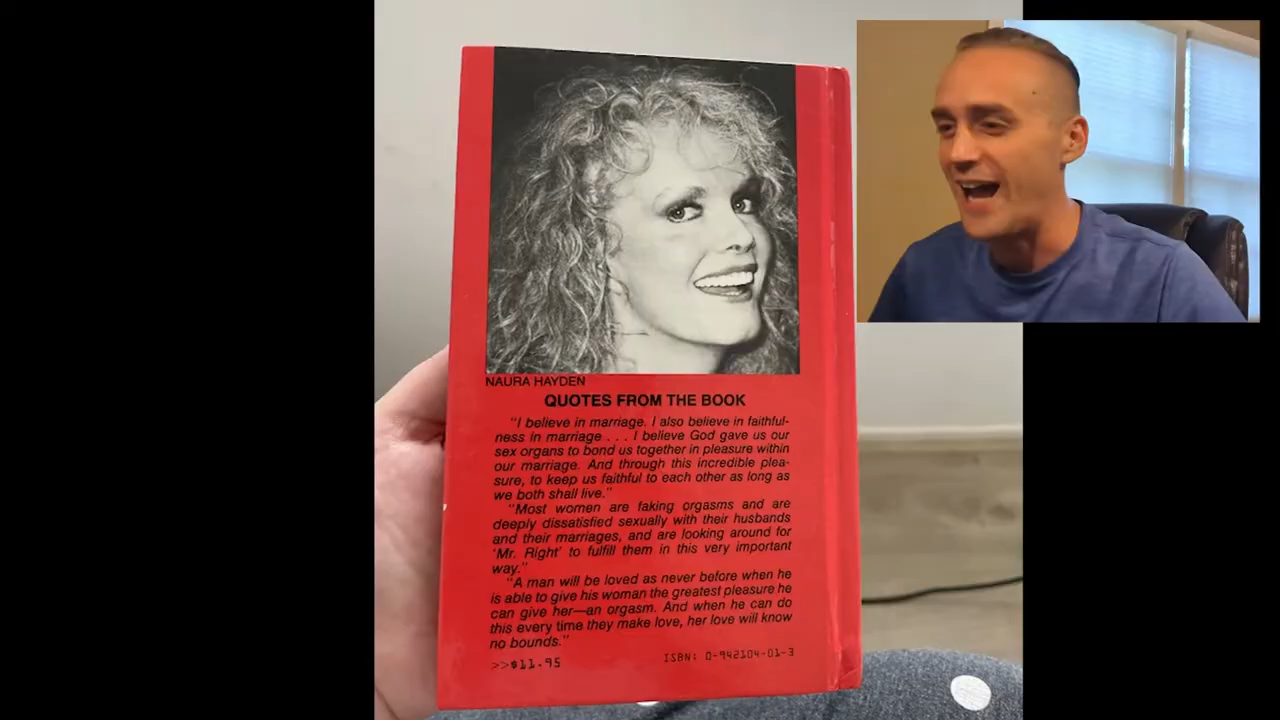 NAURA HAYDEN
QUOTES FROM THE BOOK
"I believe in marriage. I also believe in faithful-
ness in marriage . . . I believe God gave us our
sex organs to bond us together in pleasure within
our marriage. And through this incredible plea-
sure, to keep us faithful to each other as long as
we both shall live."
"Most women are faking orgasms and are
deeply dissatisfied sexually with their husbands
and their marriages, and are looking around for
'Mr. Right' to fulfill them in this very important
way."
"A man will be loved as never before when he
is able to give his woman the greatest pleasure he
can give her—an orgasm. And when he can do
this every time they make love, her love will know
no bounds."
>>$11.95
ISBN: 0-942104-01-3